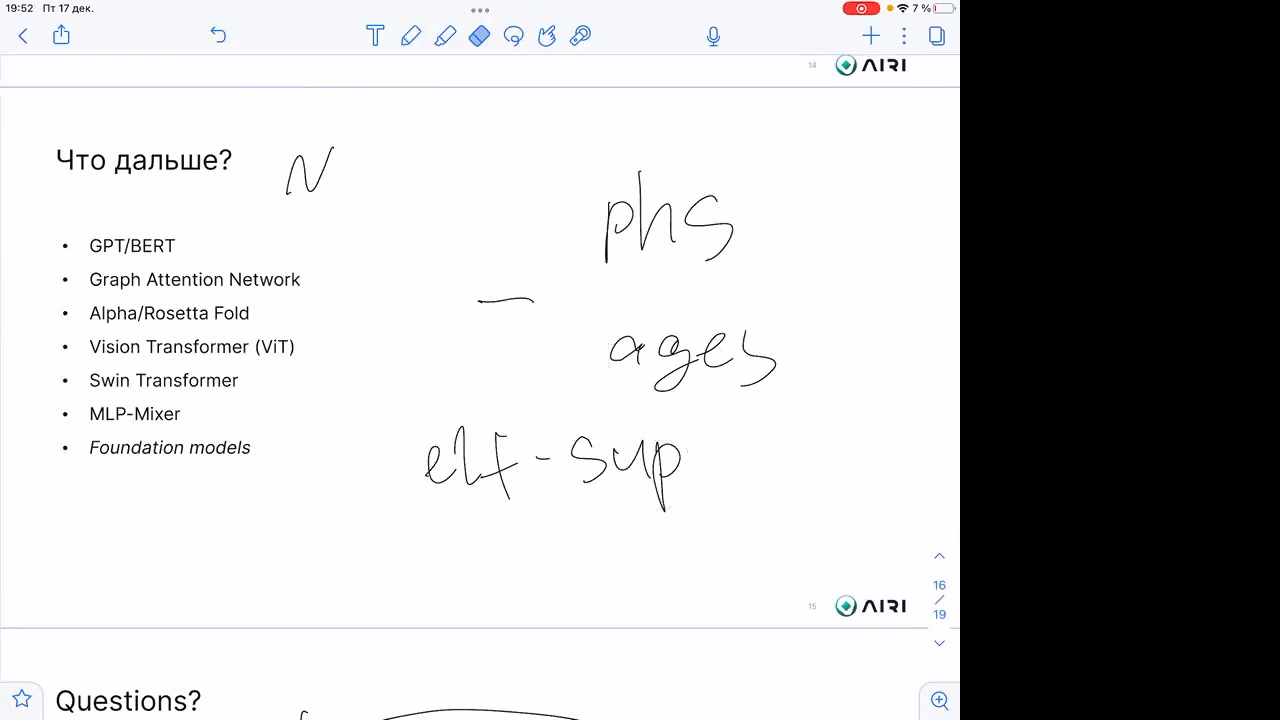 19:52 Пт 17 дек. 7 %
14 AIRI
Что дальше? N
phs
• GPT/BERT
• Graph Attention Network
• Alpha/Rosetta Fold
• Vision Transformer (ViT)
ages
• Swin Transformer
• MLP-Mixer
• Foundation models
elf-sup
16
/
19
15 AIRI
Questions?